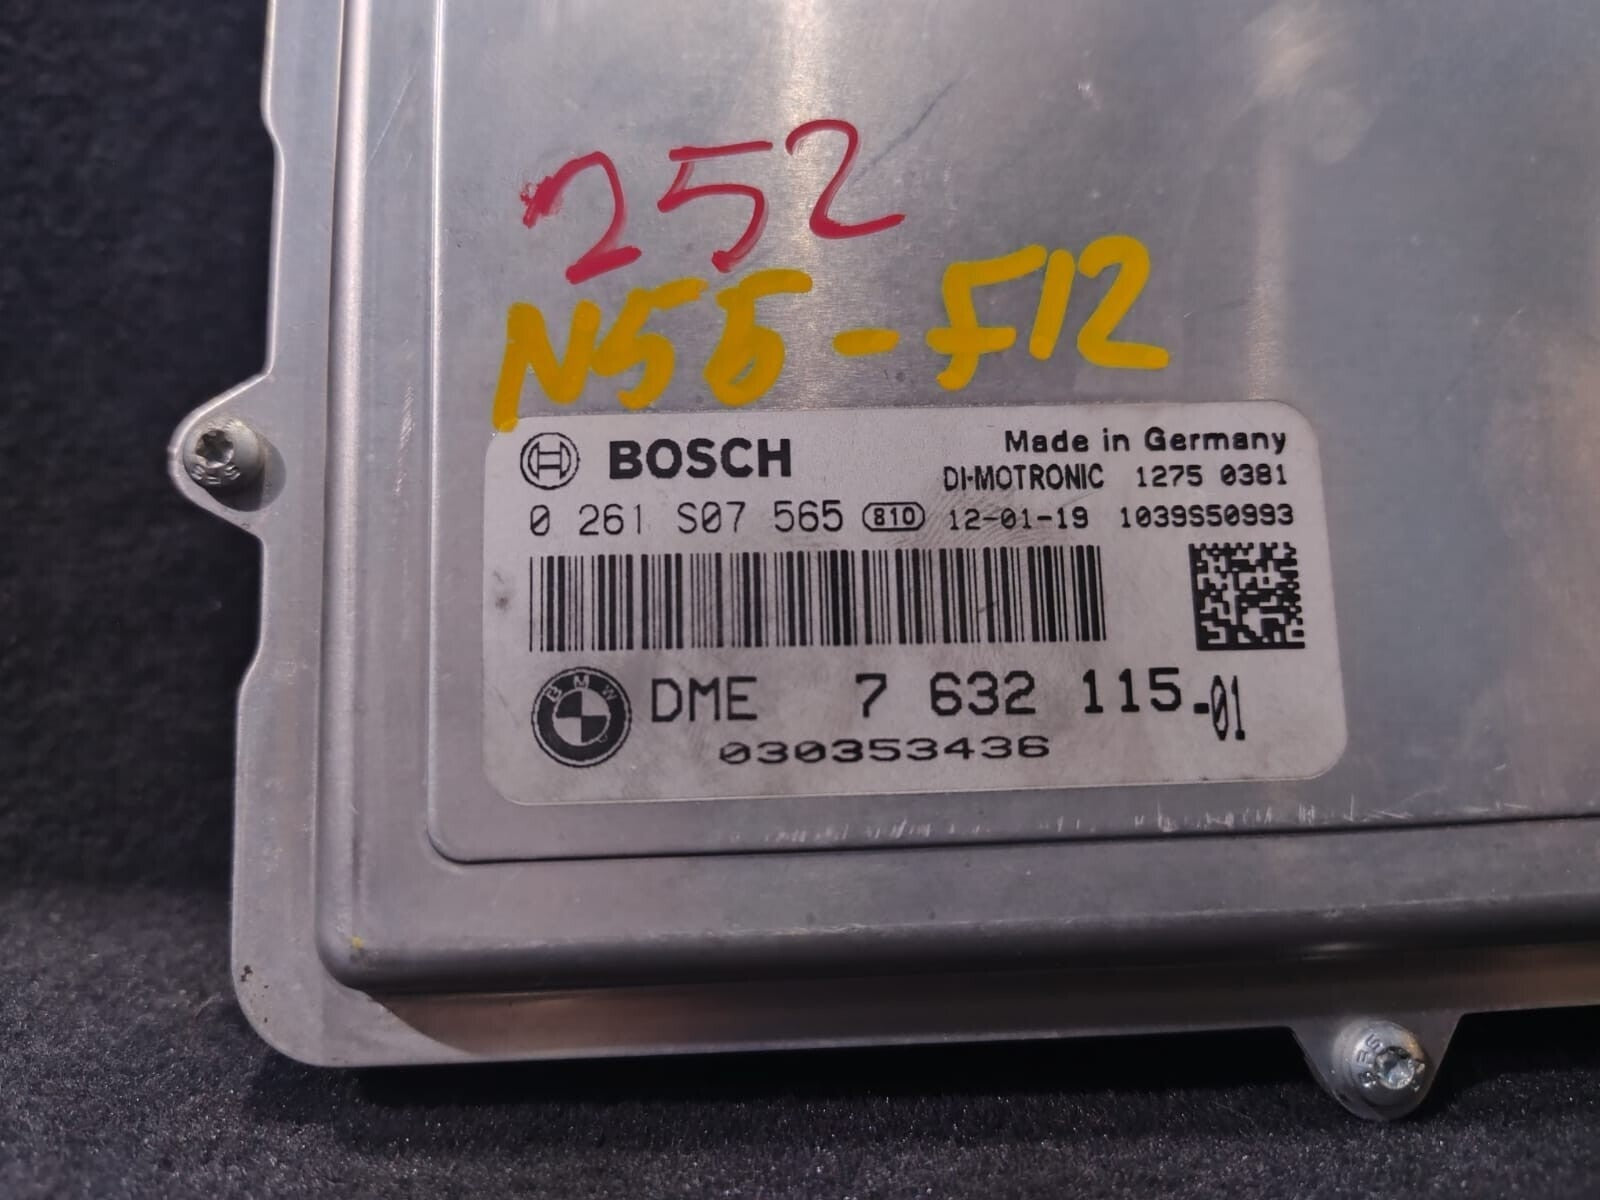 252
N55-F12
BOSCH
Made in Germany
DI-MOTRONIC 1275 0381
0 261 S07 565 810 12-01-19 1039S50993
BMW DME 7 632 115-01
030353436